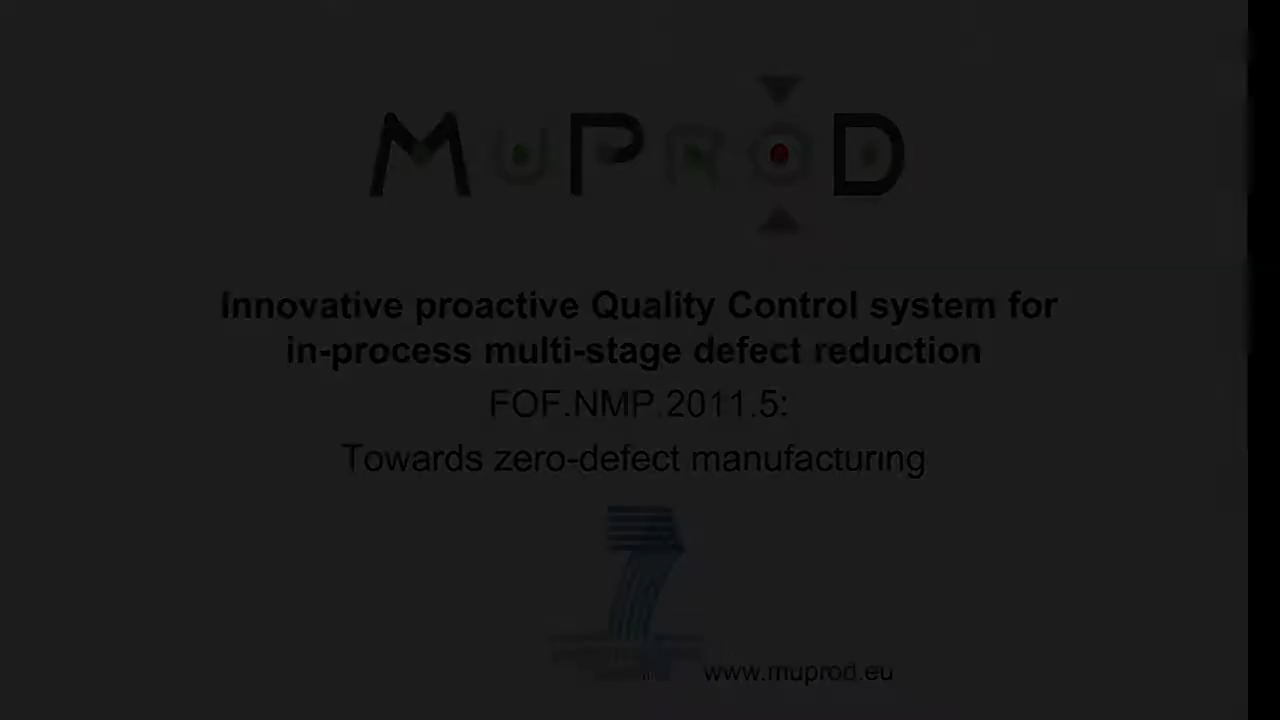 MuProD
Innovative proactive Quality Control system for
in-process multi-stage defect reduction
FOF.NMP.2011.5:
Towards zero-defect manufacturing
www.muprod.eu